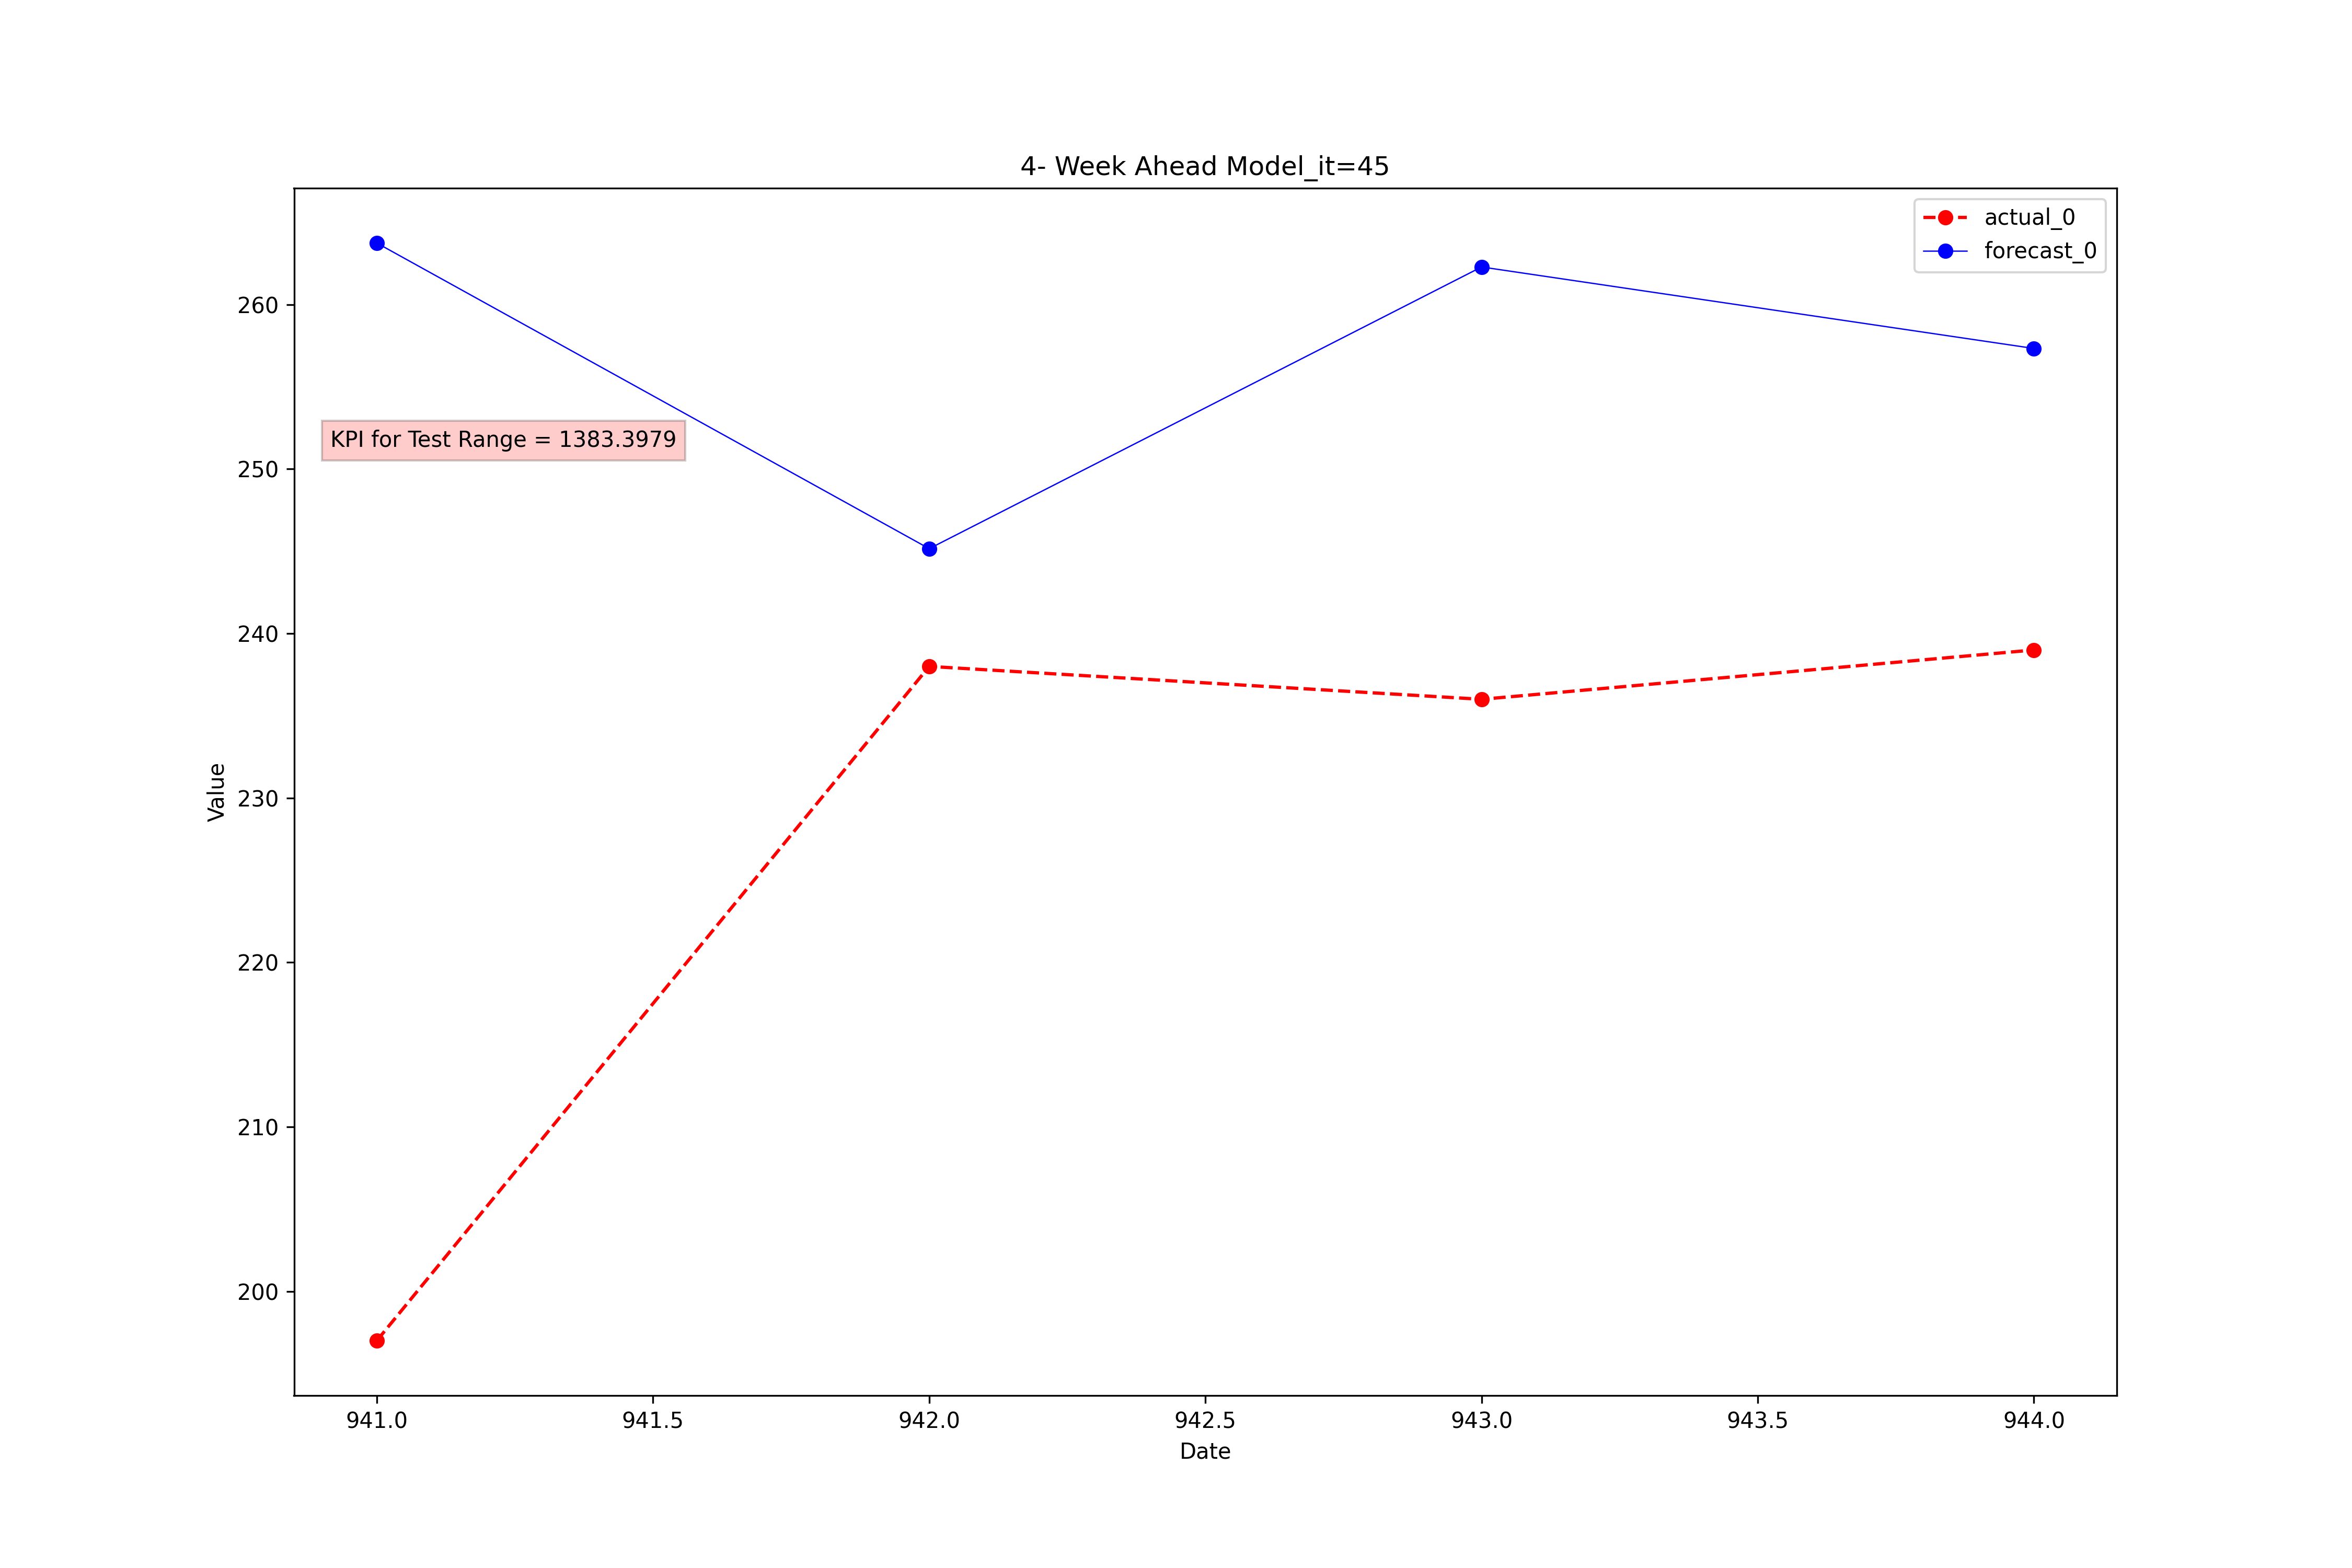 4- Week Ahead Model_it=45
actual_0
forecast_0
KPI for Test Range = 1383.3979
260
250
240
230
220
210
200
Value
941.0 941.5 942.0 942.5 943.0 943.5 944.0
Date